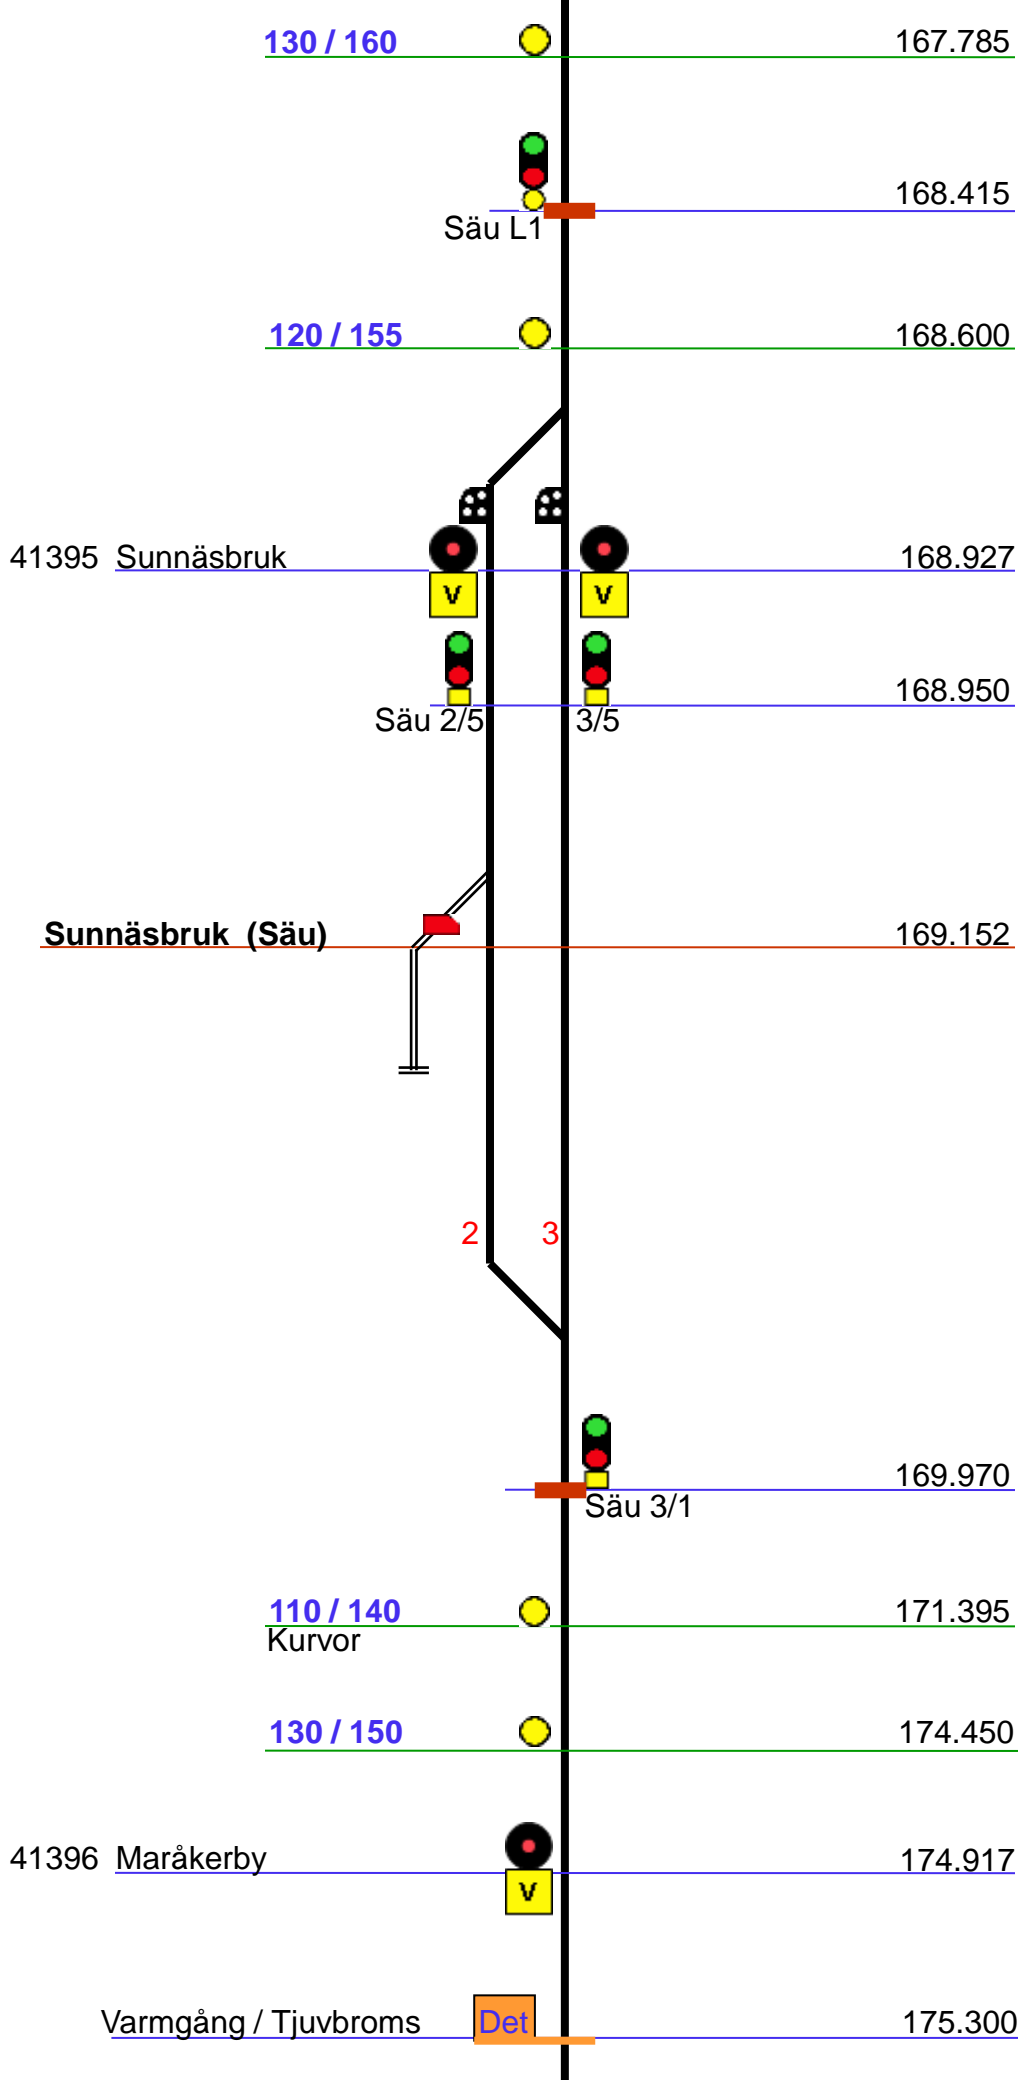 130 / 160 167.785
168.415
Säu L1
120 / 155 168.600
41395 Sunnäsbruk 168.927
V V
168.950
Säu 2/5 3/5
Sunnäsbruk (Säu) 169.152
2 3
169.970
Säu 3/1
110 / 140 171.395
Kurvor
130 / 150 174.450
41396 Maråkerby 174.917
V
Varmgång / Tjuvbroms Det 175.300